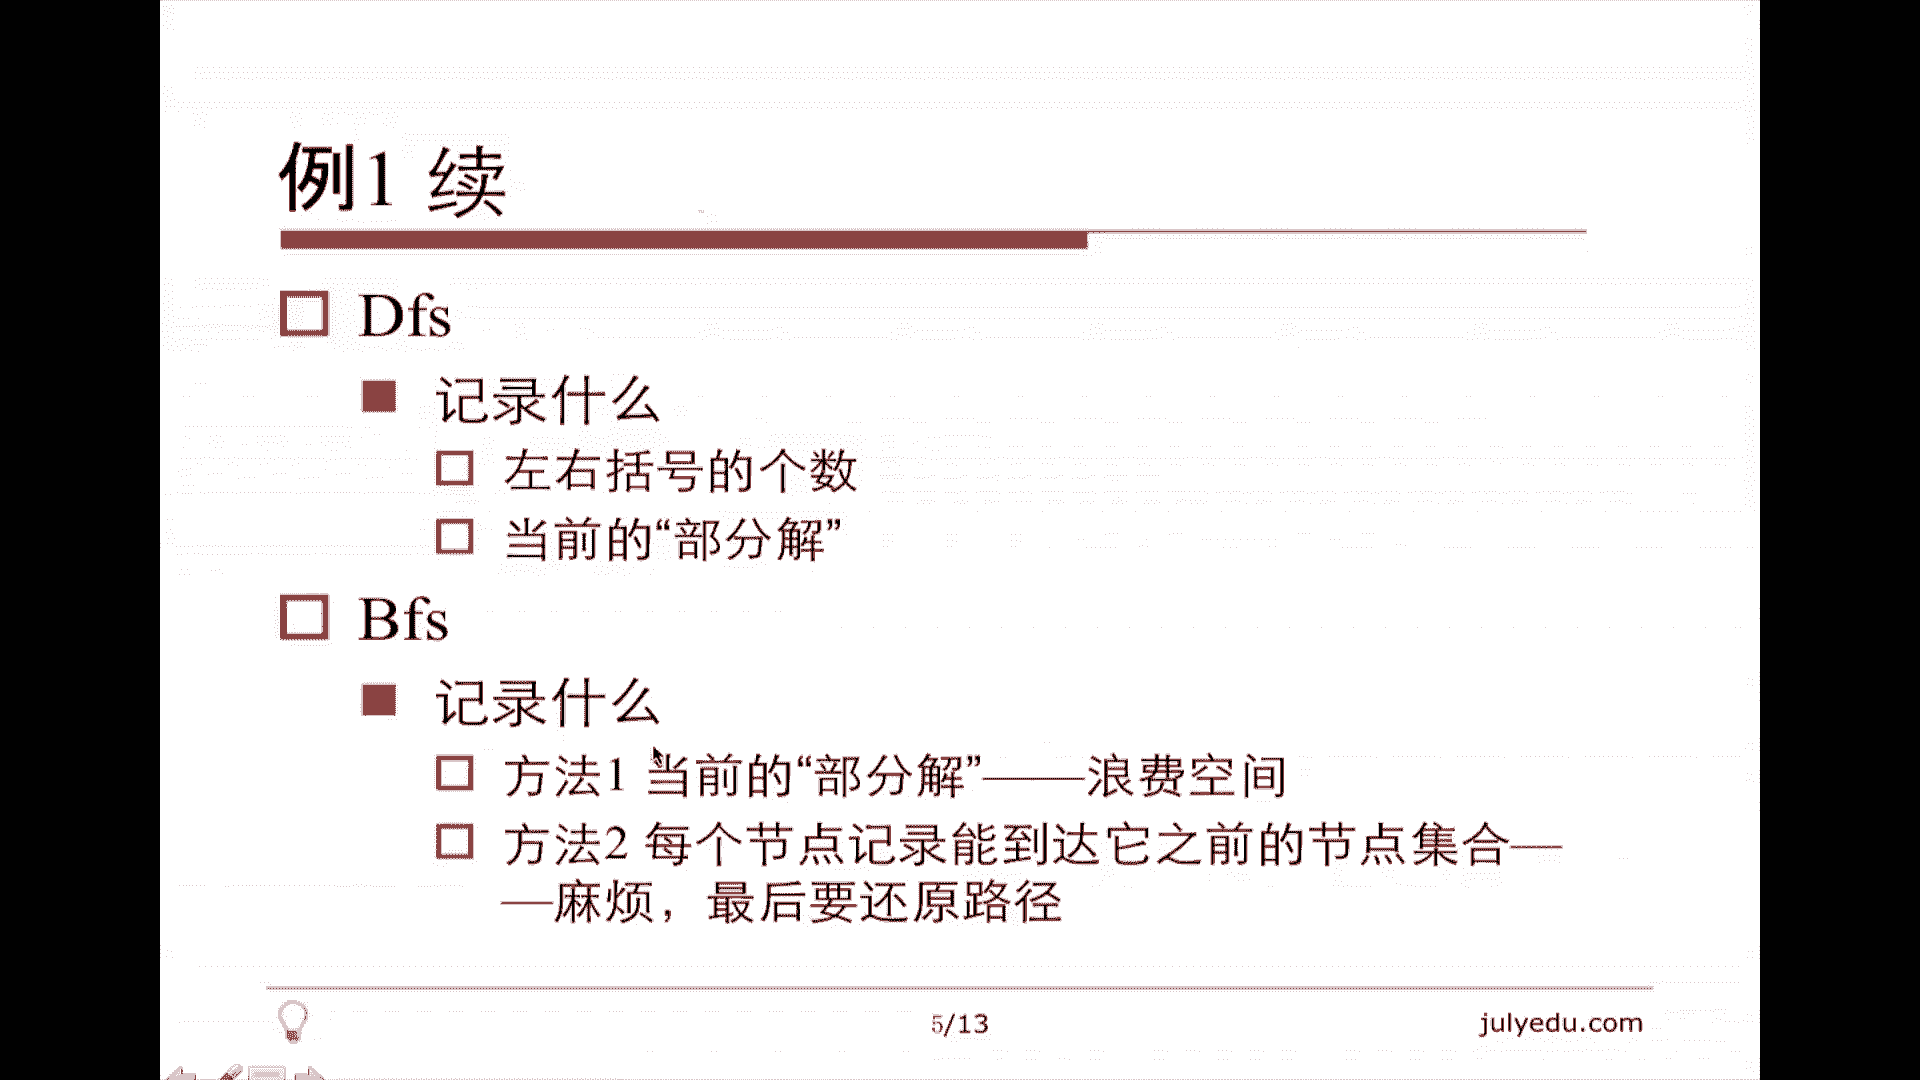 例1 续
Dfs
记录什么
左右括号的个数
当前的“部分解”
Bfs
记录什么
方法1 当前的“部分解”——浪费空间
方法2 每个节点记录能到达它之前的节点集合—
—麻烦，最后要还原路径
5/13
julyedu.com